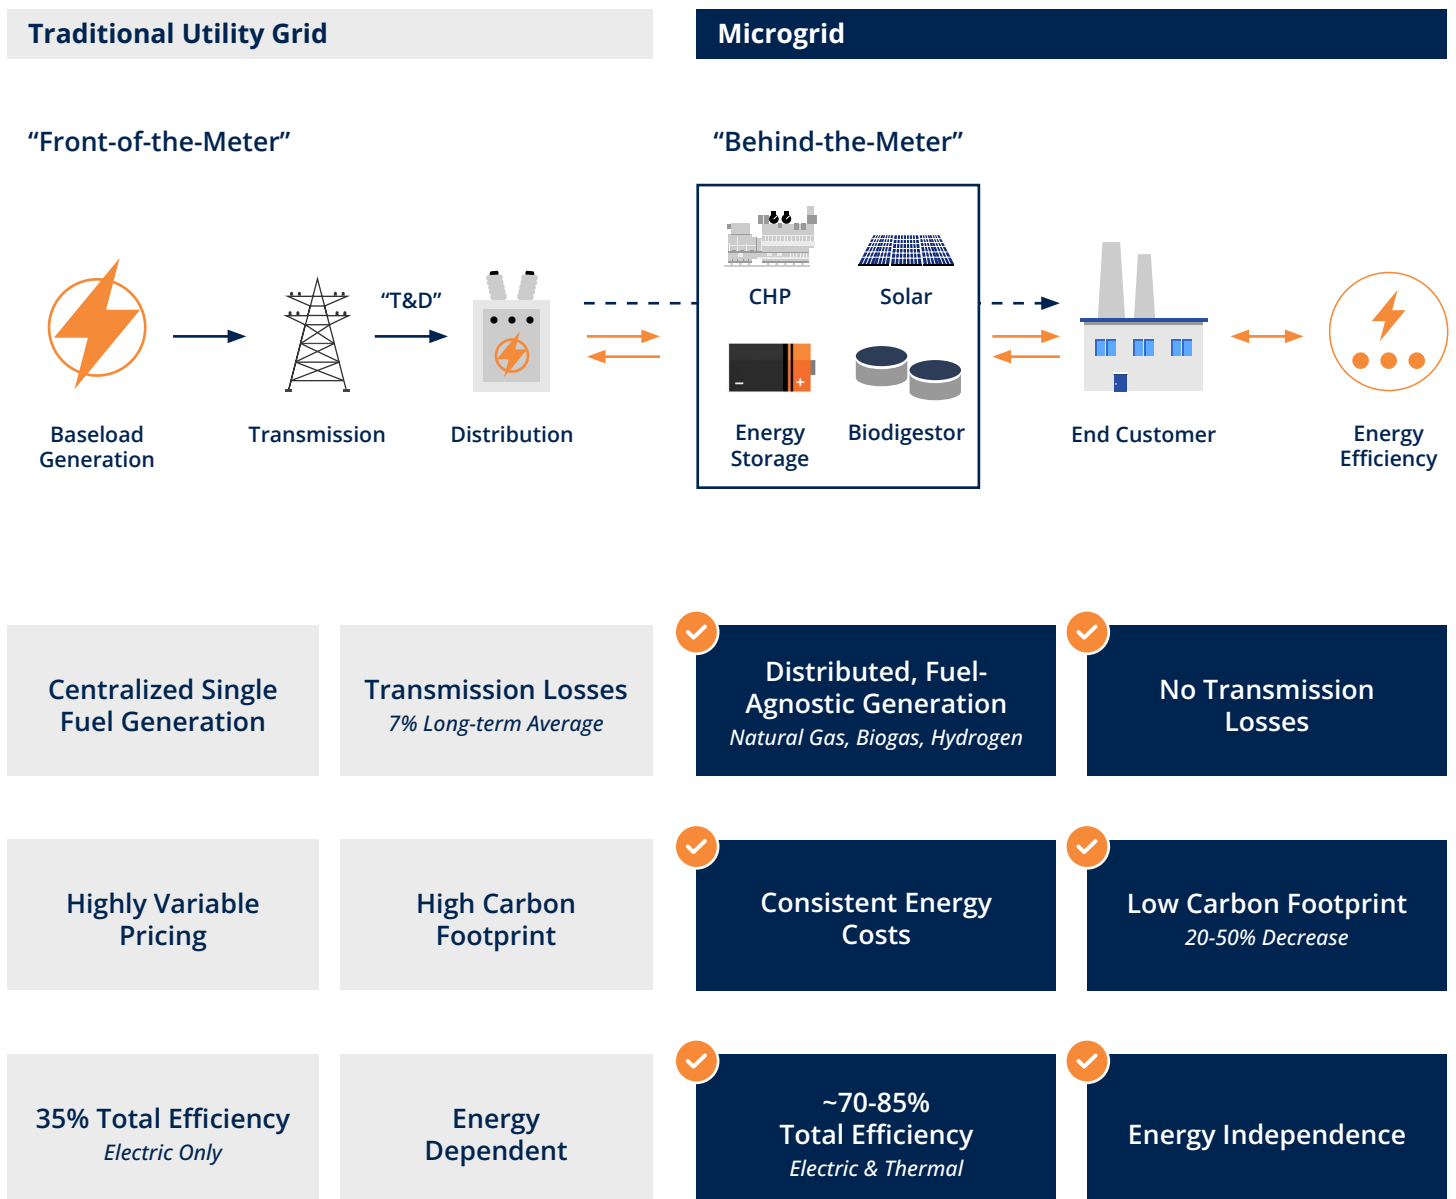 Traditional Utility Grid
Microgrid
“Front-of-the-Meter”
“Behind-the-Meter”
“T&D”
CHP
Solar
Baseload
Generation
Transmission
Distribution
Energy
Storage
Biodigestor
End Customer
Energy
Efficiency
Centralized Single
Fuel Generation
Transmission Losses
7% Long-term Average
Distributed, Fuel-
Agnostic Generation
Natural Gas, Biogas, Hydrogen
No Transmission
Losses
Highly Variable
Pricing
High Carbon
Footprint
Consistent Energy
Costs
Low Carbon Footprint
20-50% Decrease
35% Total Efficiency
Electric Only
Energy
Dependent
~70-85%
Total Efficiency
Electric & Thermal
Energy Independence